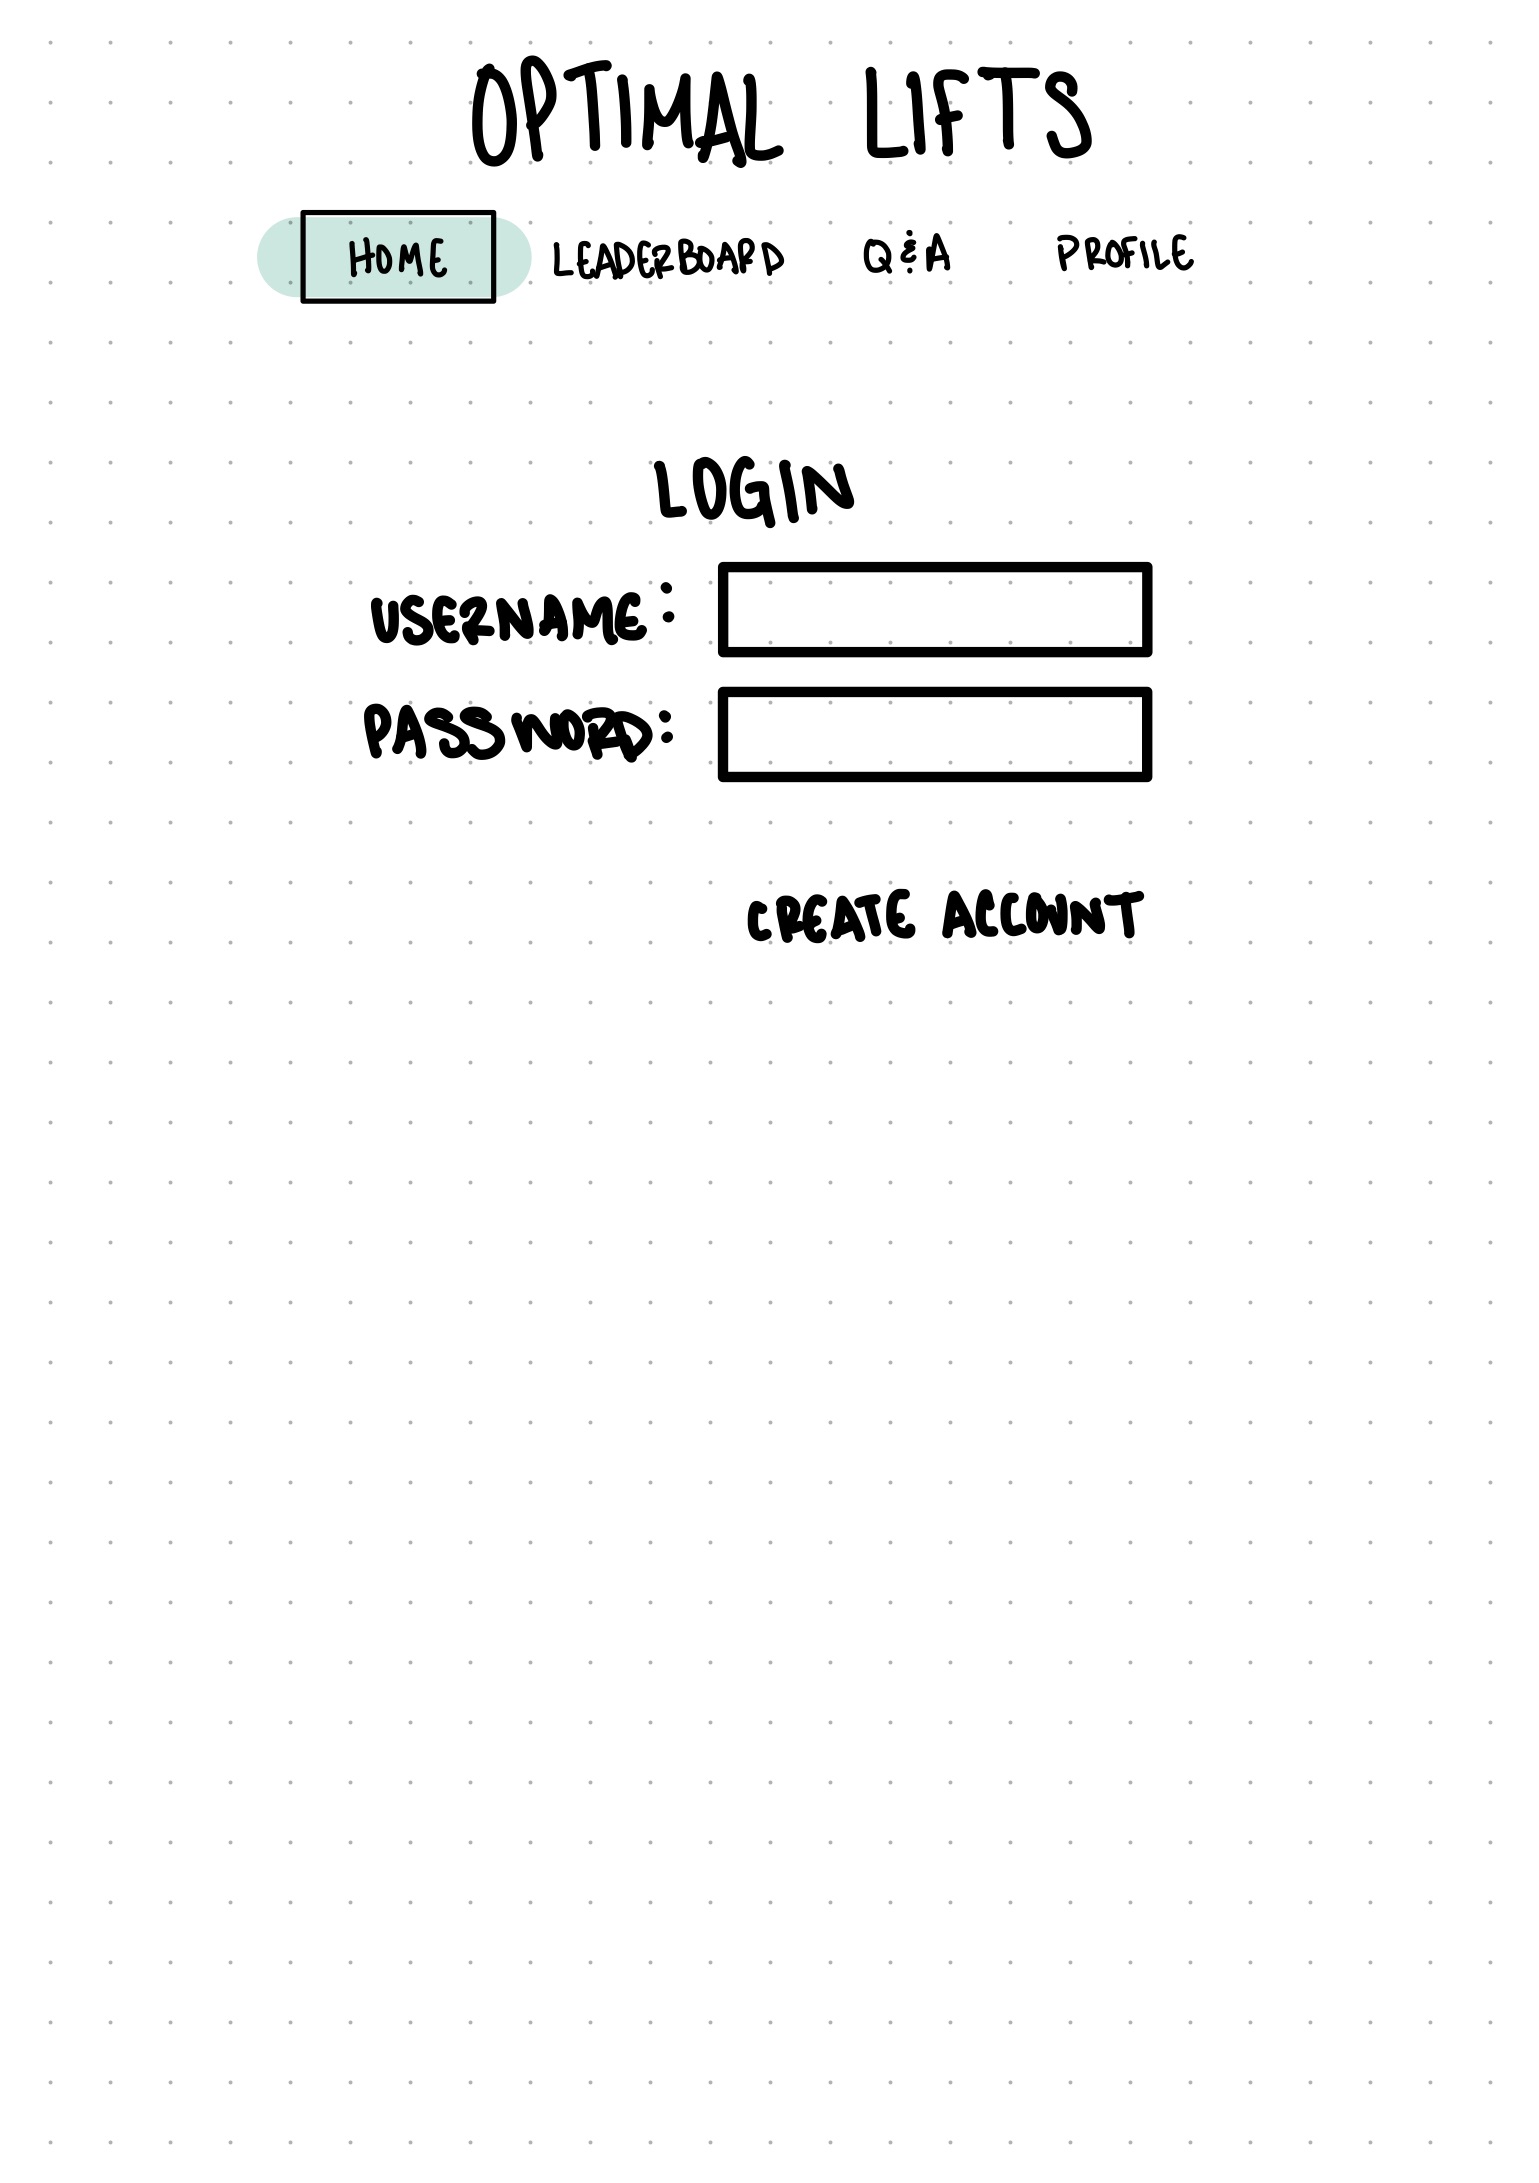 OPTIMAL LIFTS
HOME LEADERBOARD Q & A PROFILE
LOGIN
USERNAME:
PASSWORD:
CREATE ACCOUNT